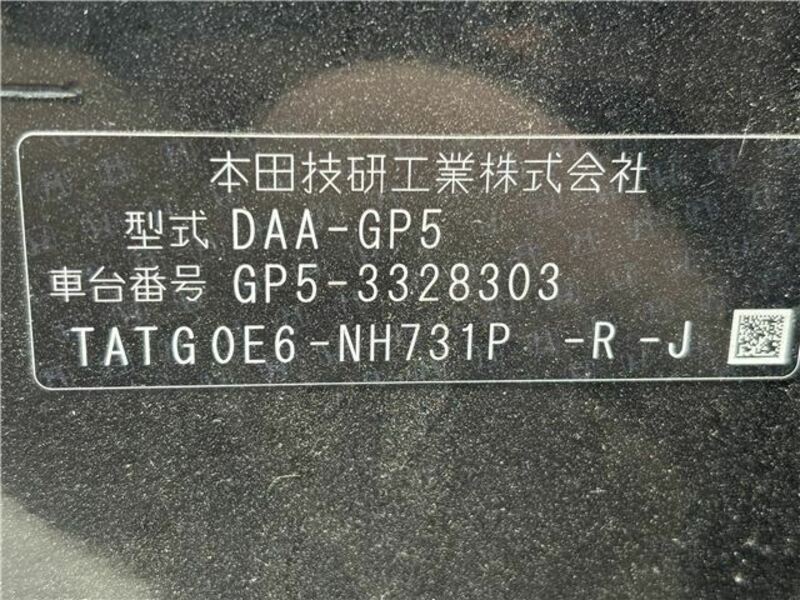 本田技研工業株式会社
型式 DAA-GP5
車台番号 GP5-3328303
TATG0E6-NH731P -R-J